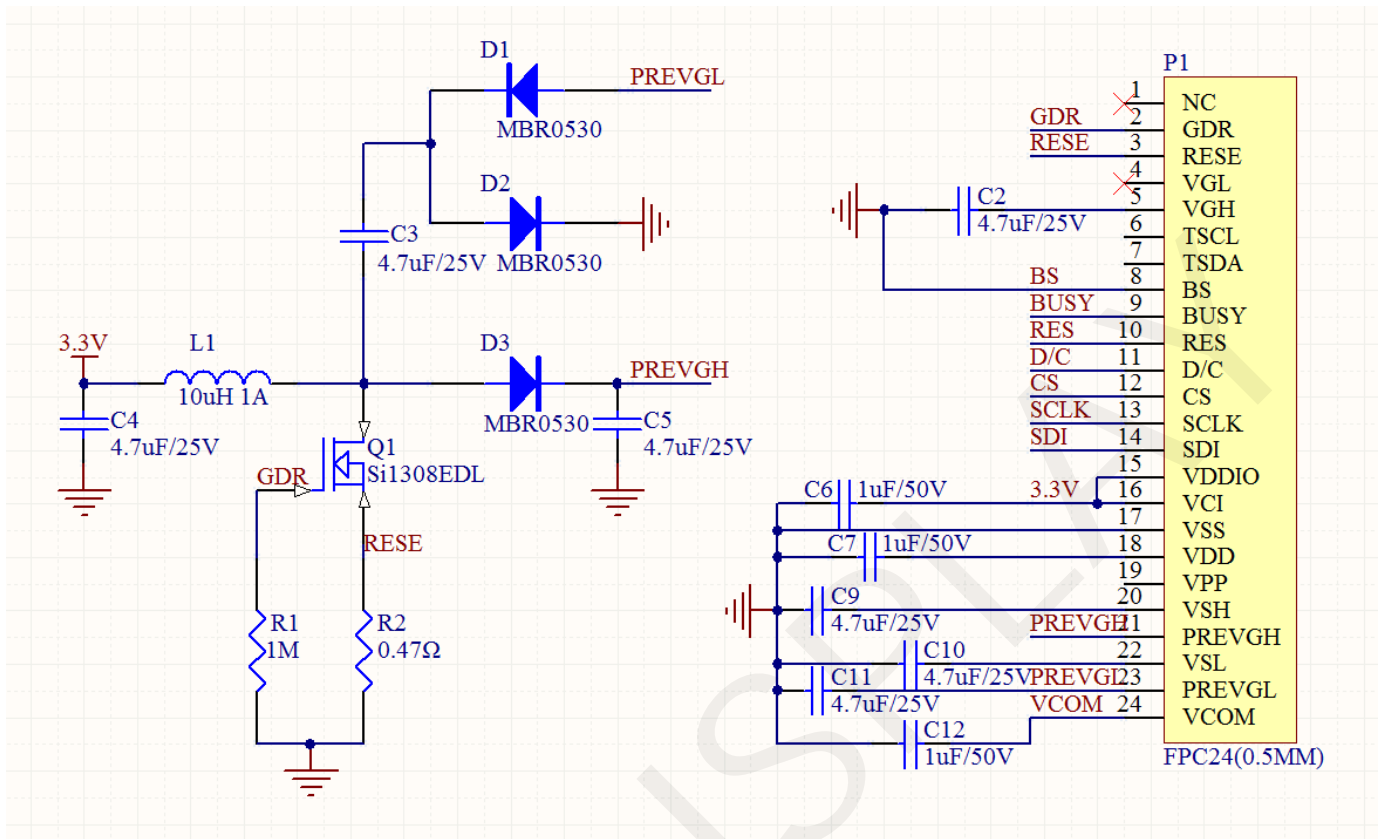 D1
PREVGL
MBR0530
D2
MBR0530
C3
4.7uF/25V
3.3V
L1
10uH 1A
D3
PREVGH
MBR0530
C4
4.7uF/25V
C5
4.7uF/25V
Q1
Si1308EDL
GDR
RESE
R1
1M
R2
0.47Ω
P1
1 NC
GDR 2 GDR
RESE 3 RESE
4 VGL
5 VGH
C2
4.7uF/25V
6 TSCL
7 TSDA
BS 8 BS
BUSY 9 BUSY
RES 10 RES
D/C 11 D/C
CS 12 CS
SCLK 13 SCLK
SDI 14 SDI
15 VDDIO
C6 1uF/50V 3.3V 16 VCI
17 VSS
C7 1uF/50V 18 VDD
19 VPP
C9 20 VSH
4.7uF/25V
PREVGH 21 PREVGH
C10 22 VSL
4.7uF/25V
C11 PREVGL 23 PREVGL
4.7uF/25V
VCOM 24 VCOM
C12
1uF/50V
FPC24(0.5MM)
ISPLAY